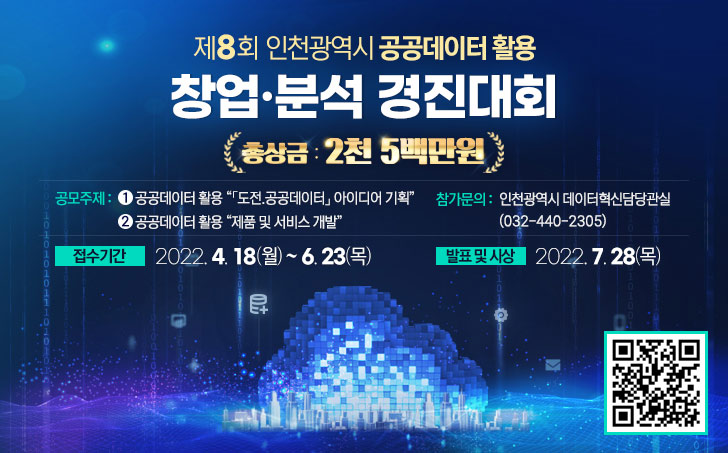 제8회 인천광역시 공공데이터 활용
창업·분석 경진대회
총상금 : 2천 5백만원
공모주제 : ① 공공데이터 활용 “「도전.공공데이터」 아이디어 기획”
② 공공데이터 활용 “제품 및 서비스 개발”
참가문의 : 인천광역시 데이터혁신담당관실
(032-440-2305)
접수기간 2022. 4. 18(월) ~ 6. 23(목)
발표 및 시상 2022. 7. 28(목)